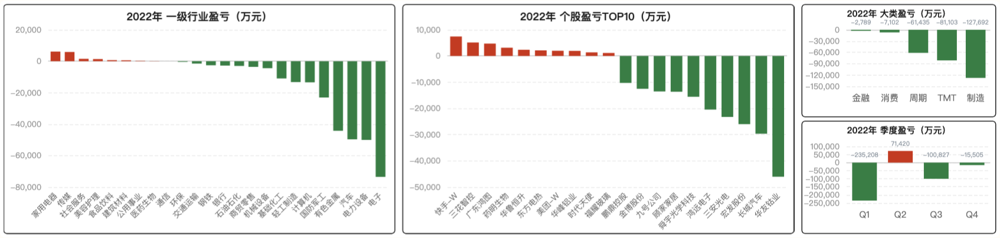 2022年 一级行业盈亏（万元）
20,000
0
−20,000
−40,000
−60,000
−80,000
家用电器
传媒
社会服务
美容护理
食品饮料
建筑材料
公用事业
医药生物
通信
环保
交通运输
钢铁
银行
石油石化
商贸零售
机械设备
基础化工
轻工制造
计算机
国防军工
有色金属
汽车
电力设备
电子
2022年 个股盈亏TOP10（万元）
10,000
0
−10,000
−20,000
−30,000
−40,000
−50,000
快手-W
三花智控
广东鸿图
药明生物
华鲁恒升
东方电热
美团-W
华峰铝业
时代天使
福耀玻璃
鹏鼎控股
金博股份
九号公司
顾家家居
舜宇光学科技
鸿远电子
三安光电
宏发股份
长城汽车
华友钴业
2022年 大类盈亏（万元）
−2,789 −7,102 −61,435 −81,103 −127,692
0
−30,000
−60,000
−90,000
−120,000
−150,000
金融 消费 周期 TMT 制造
2022年 季度盈亏（万元）
71,420
100,000
50,000
−235,208 −100,827 −15,505
0
−50,000
−100,000
−150,000
−200,000
−250,000
Q1 Q2 Q3 Q4